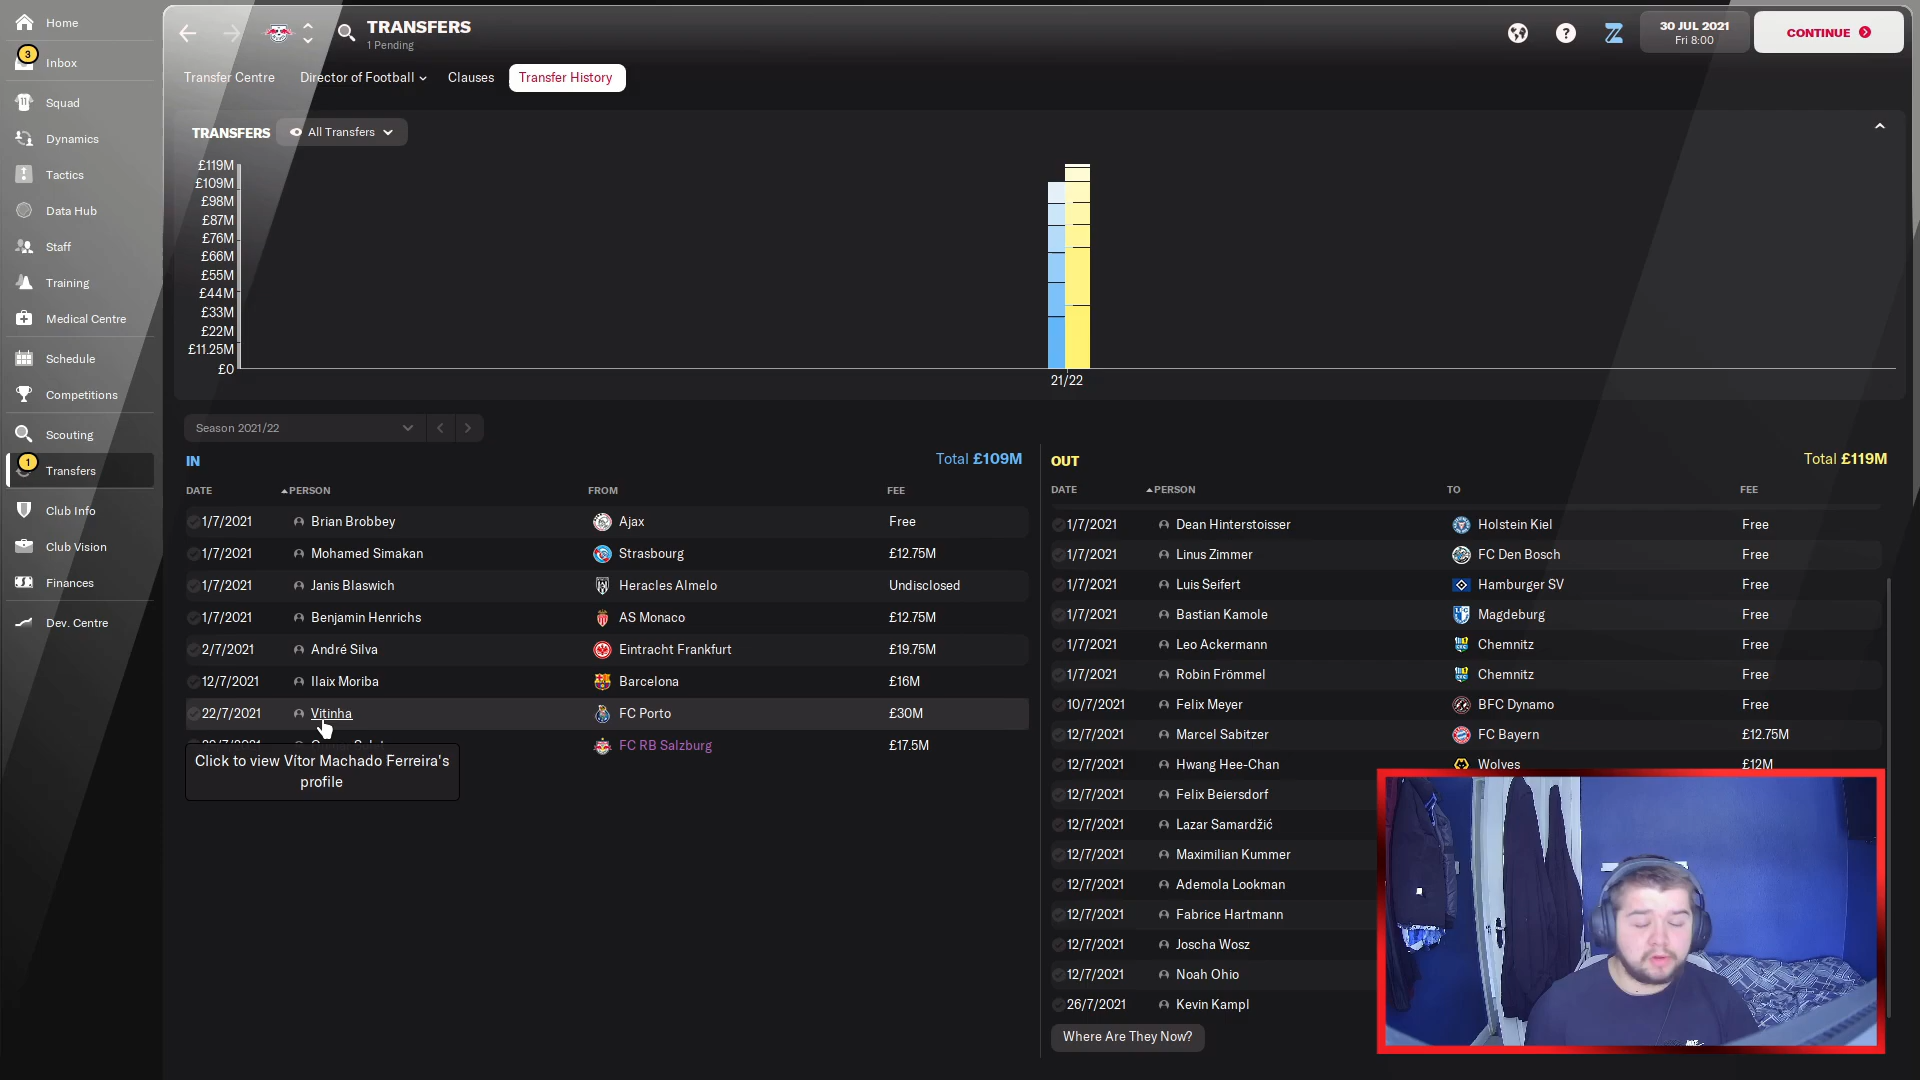 Home
3
Inbox
Squad
Dynamics
Tactics
Data Hub
Staff
Training
Medical Centre
Schedule
Competitions
Scouting
1
Transfers
Club Info
Club Vision
Finances
Dev. Centre
TRANSFERS
1 Pending
30 JUL 2021
Fri 8:00
CONTINUE
Transfer Centre Director of Football Clauses Transfer History
TRANSFERS All Transfers
£119M
£109M
£98M
£87M
£76M
£66M
£55M
£44M
£33M
£22M
£11.25M
£0
21/22
Season 2021/22
IN Total £109M
DATE PERSON FROM FEE
1/7/2021 Brian Brobbey Ajax Free
1/7/2021 Mohamed Simakan Strasbourg £12.75M
1/7/2021 Janis Blaswich Heracles Almelo Undisclosed
1/7/2021 Benjamin Henrichs AS Monaco £12.75M
2/7/2021 André Silva Eintracht Frankfurt £19.75M
12/7/2021 Ilaix Moriba Barcelona £16M
22/7/2021 Vitinha FC Porto £30M
FC RB Salzburg £17.5M
Click to view Vítor Machado Ferreira's
profile
OUT Total £119M
DATE PERSON TO FEE
1/7/2021 Dean Hinterstoisser Holstein Kiel Free
1/7/2021 Linus Zimmer FC Den Bosch Free
1/7/2021 Luis Seifert Hamburger SV Free
1/7/2021 Bastian Kamole Magdeburg Free
1/7/2021 Leo Ackermann Chemnitz Free
1/7/2021 Robin Frömmel Chemnitz Free
10/7/2021 Felix Meyer BFC Dynamo Free
12/7/2021 Marcel Sabitzer FC Bayern £12.75M
12/7/2021 Hwang Hee-Chan Wolves £12M
12/7/2021 Felix Beiersdorf
12/7/2021 Lazar Samardžić
12/7/2021 Maximilian Kummer
12/7/2021 Ademola Lookman
12/7/2021 Fabrice Hartmann
12/7/2021 Joscha Wosz
12/7/2021 Noah Ohio
26/7/2021 Kevin Kampl
Where Are They Now?